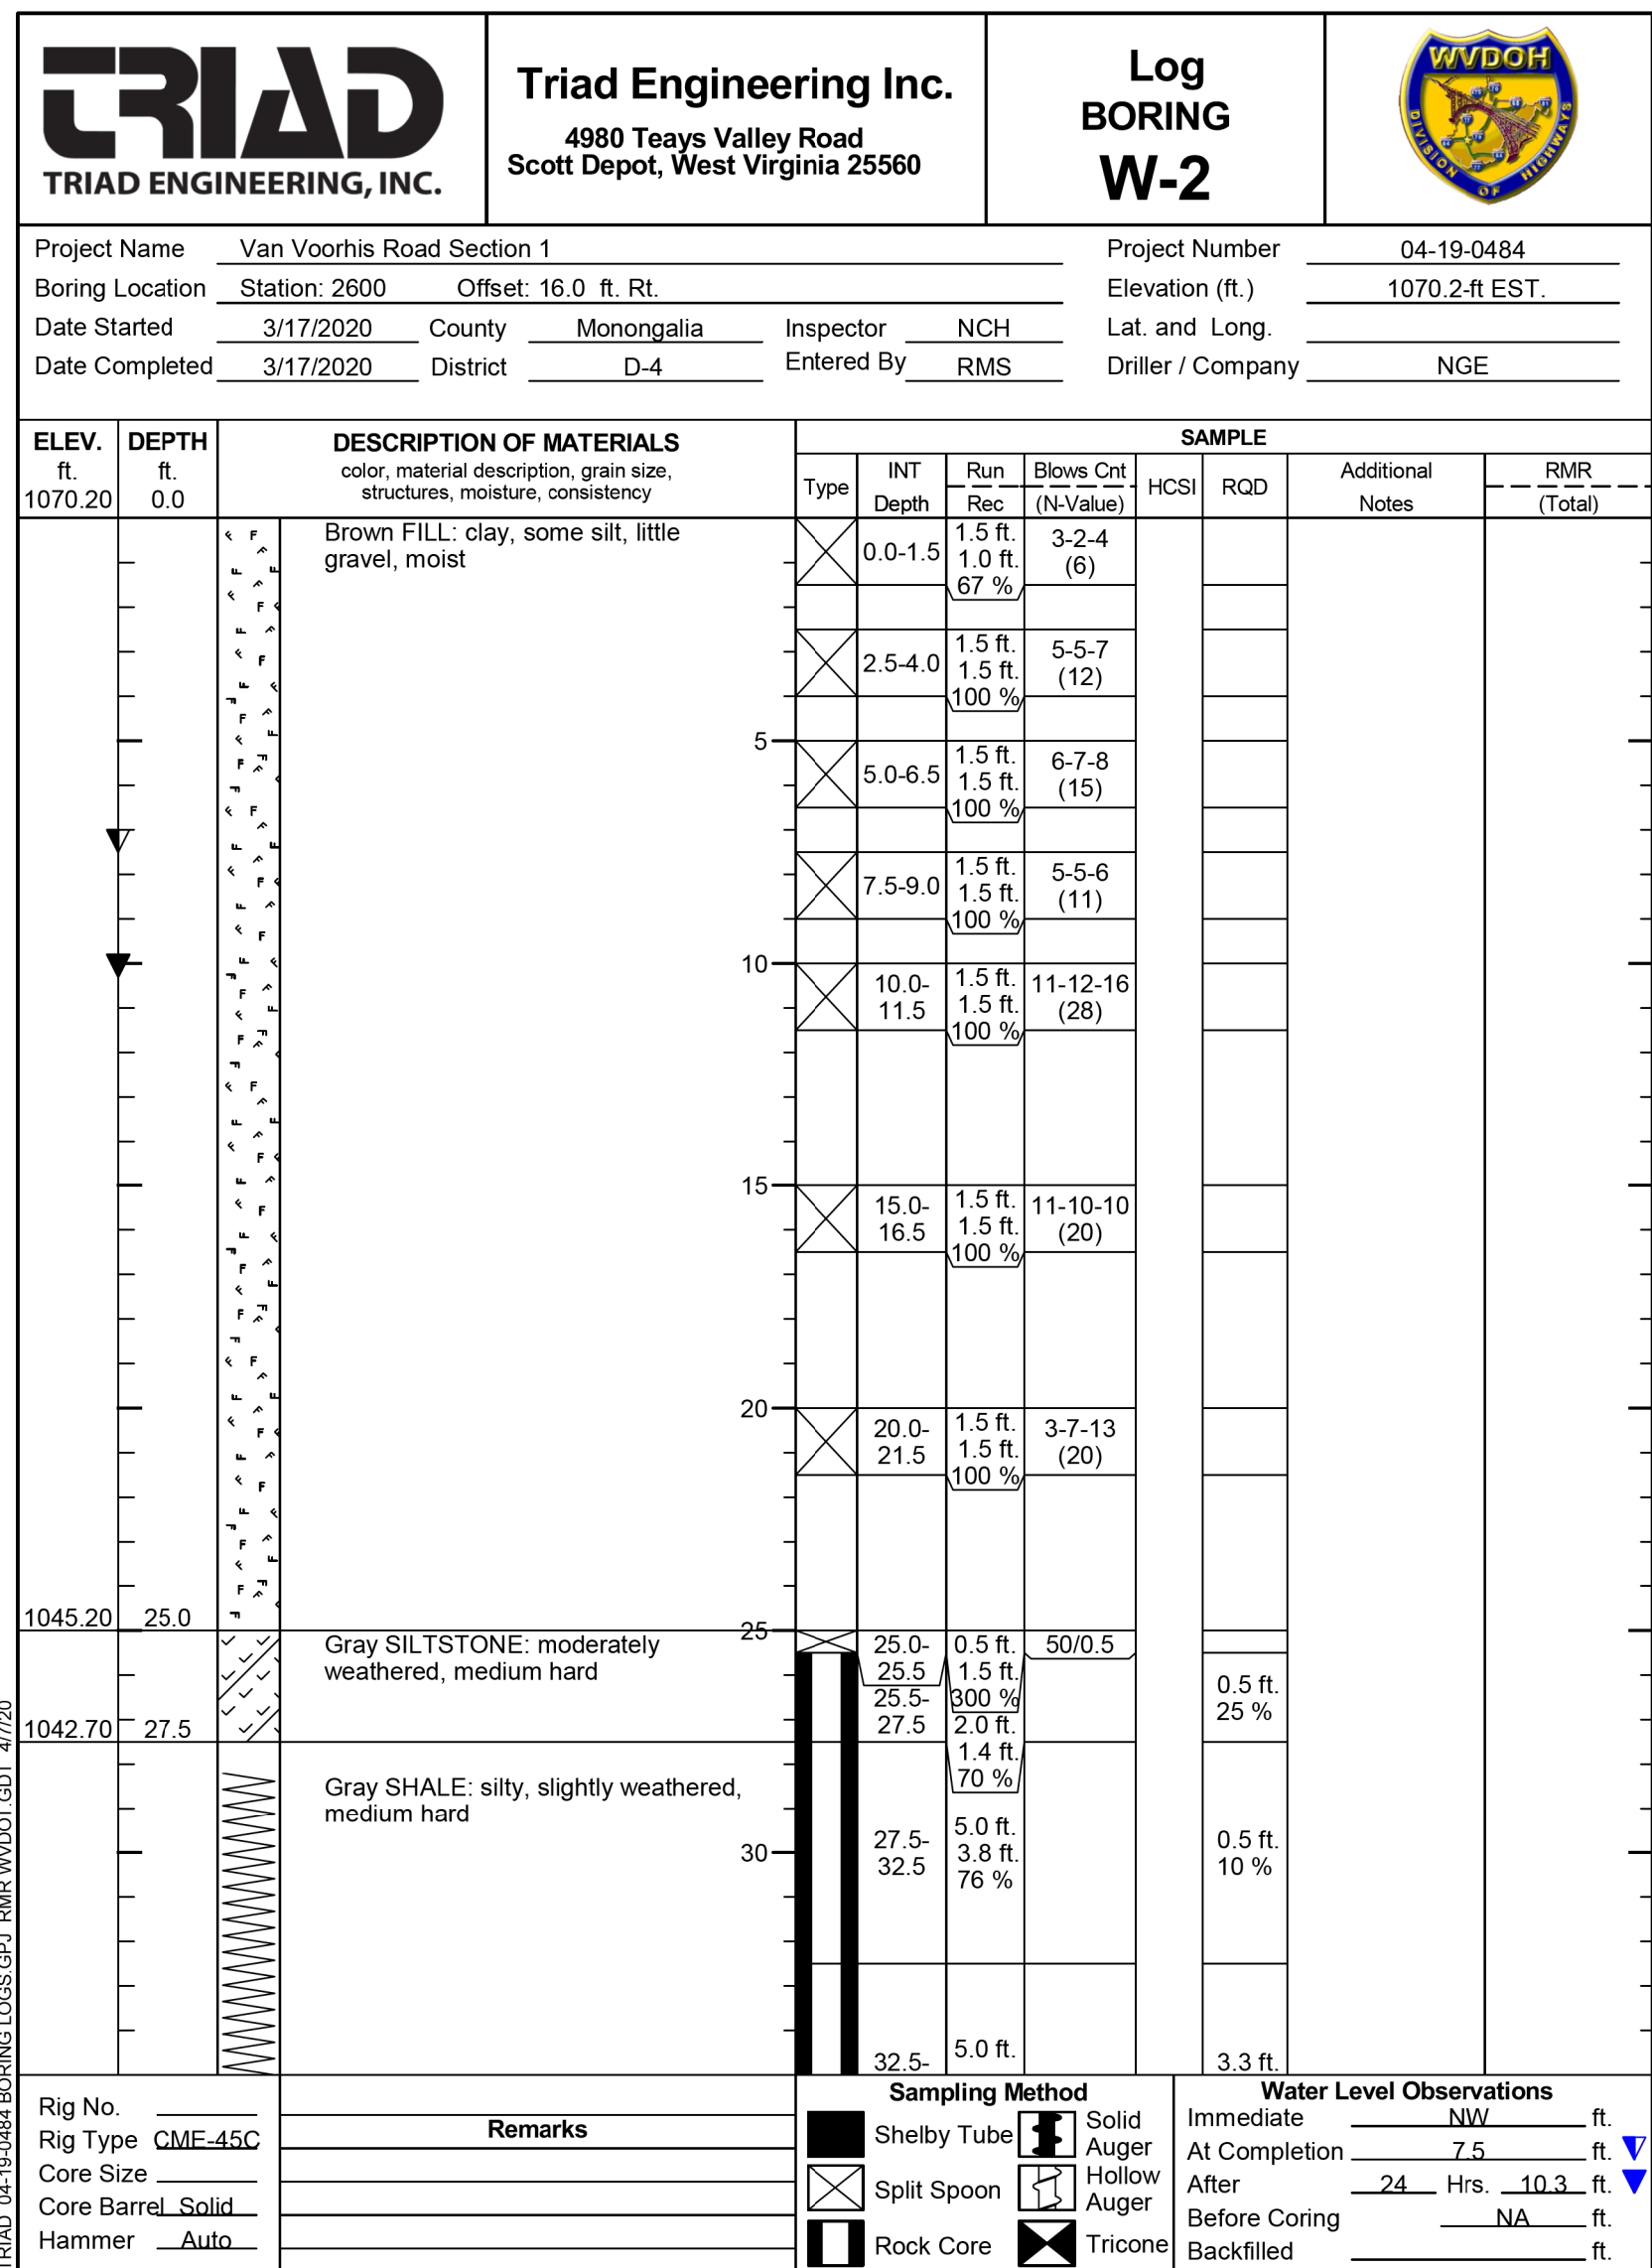 TRIAD
TRIAD ENGINEERING, INC.
Triad Engineering Inc.
4980 Teays Valley Road
Scott Depot, West Virginia 25560
Log
BORING
W-2
WVDOH
DIVISION OF HIGHWAYS
Project Name Van Voorhis Road Section 1 Project Number 04-19-0484
Boring Location Station: 2600 Offset: 16.0 ft. Rt. Elevation (ft.) 1070.2-ft EST.
Date Started 3/17/2020 County Monongalia Inspector NCH Lat. and Long.
Date Completed 3/17/2020 District D-4 Entered By RMS Driller / Company NGE
ELEV. DEPTH DESCRIPTION OF MATERIALS SAMPLE
ft. ft. color, material description, grain size,
1070.20 0.0 structures, moisture, consistency
Type INT Depth Run Rec Blows Cnt (N-Value) HCSI RQD Additional Notes RMR (Total)
Brown FILL: clay, some silt, little
gravel, moist
0.0-1.5 1.5 ft. 3-2-4
1.0 ft. (6)
67 %
2.5-4.0 1.5 ft. 5-5-7
1.5 ft. (12)
100 %
5
5.0-6.5 1.5 ft. 6-7-8
1.5 ft. (15)
100 %
7.5-9.0 1.5 ft. 5-5-6
1.5 ft. (11)
100 %
10
10.0- 1.5 ft. 11-12-16
11.5 1.5 ft. (28)
100 %
15
15.0- 1.5 ft. 11-10-10
16.5 1.5 ft. (20)
100 %
20
20.0- 1.5 ft. 3-7-13
21.5 1.5 ft. (20)
100 %
1045.20 25.0 25
Gray SILTSTONE: moderately
weathered, medium hard
25.0- 0.5 ft. 50/0.5
25.5 1.5 ft.
300 %
25.5- 0.5 ft.
27.5 2.0 ft. 25 %
1.4 ft.
70 %
1042.70 27.5
Gray SHALE: silty, slightly weathered,
medium hard
30
27.5- 5.0 ft. 0.5 ft.
32.5 3.8 ft. 10 %
76 %
32.5- 5.0 ft. 3.3 ft.
TRIAD 04-19-0484 BORING LOGS.GPJ RMR WVDOT.GDT 4/7/20
Rig No.
Rig Type CME-45C
Core Size
Core Barrel Solid
Hammer Auto
Remarks
Sampling Method
Shelby Tube Solid Auger
Split Spoon Hollow Auger
Rock Core Tricone
Water Level Observations
Immediate NW ft.
At Completion 7.5 ft.
After 24 Hrs. 10.3 ft.
Before Coring NA ft.
Backfilled ft.